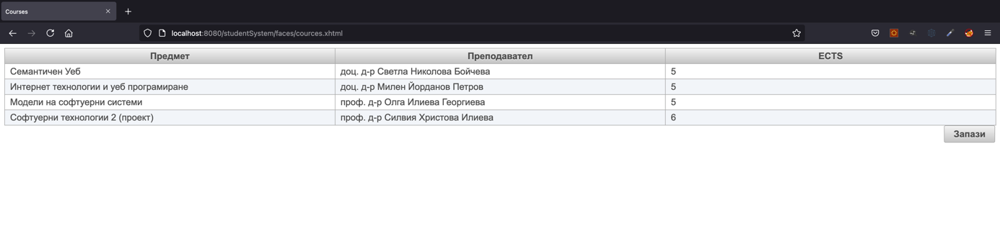 Courses
localhost:8080/studentSystem/faces/cources.xhtml
Предмет Преподавател ECTS
Семантичен Уеб доц. д-р Светла Николова Бойчева 5
Интернет технологии и уеб програмиране доц. д-р Милен Йорданов Петров 5
Модели на софтуерни системи проф. д-р Олга Илиева Георгиева 5
Софтуерни технологии 2 (проект) проф. д-р Силвия Христова Илиева 6
Запази